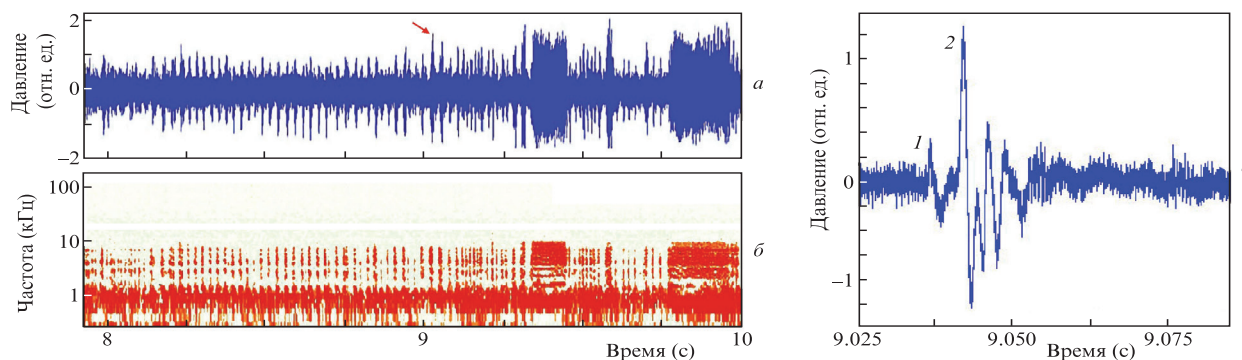 Давление
(отн. ед.)
2
0
–2
а
Частота (кГц)
100
10
1
б
8
9
Время (с)
10
Давление (отн. ед.)
1
0
–1
1
2
9.025
9.050
9.075
Время (с)